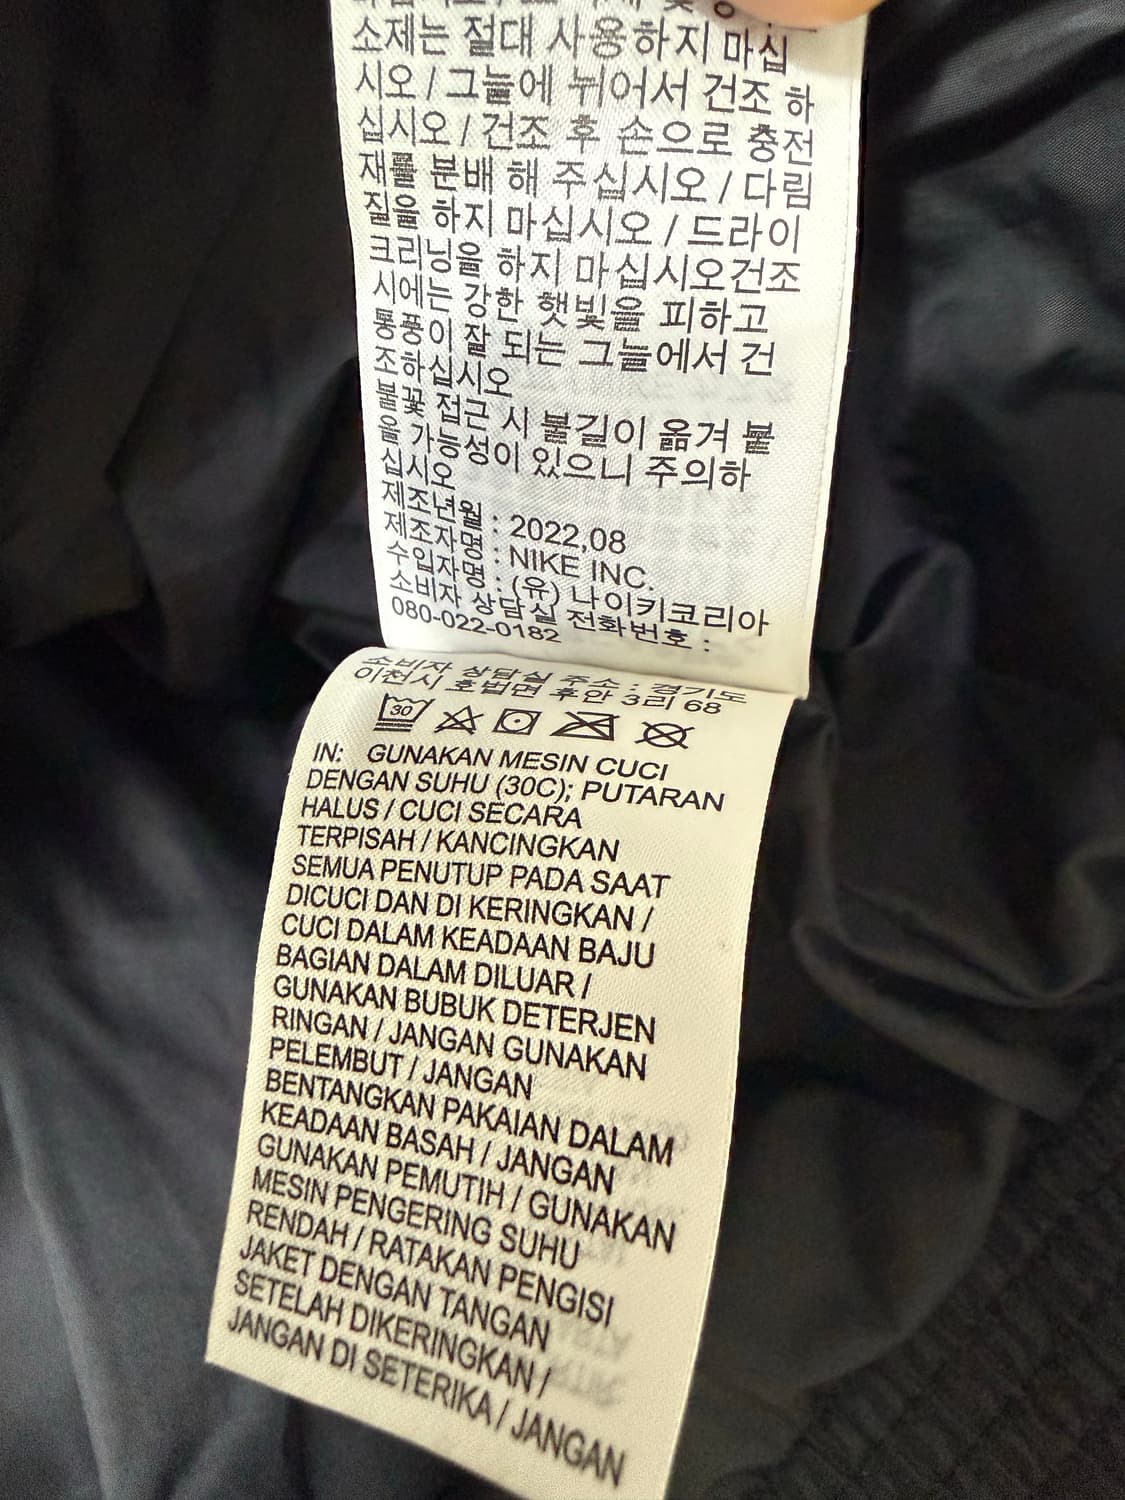 소제는 절대 사용하지 마십
시오 / 그늘에 뉘어서 건조 하
십시오 / 건조 후 손으로 충전
재를 분배 해 주십시오 / 다림
질을 하지 마십시오 / 드라이
크리닝을 하지 마십시오건조
시에는 강한 햇빛을 피하고
통풍이 잘 되는 그늘에서 건
조하십시오
불꽃 접근 시 불길이 옮겨 붙
을 가능성이 있으니 주의하
십시오
제조년월 : 2022,08
제조자명 : NIKE INC.
수입자명 : (유) 나이키코리아
소비자 상담실 전화번호 :
080-022-0182
소비자 상담실 주소 : 경기도
이천시 호법면 후안 3리 68
30
IN: GUNAKAN MESIN CUCI
DENGAN SUHU (30C); PUTARAN
HALUS / CUCI SECARA
TERPISAH / KANCINGKAN
SEMUA PENUTUP PADA SAAT
DICUCI DAN DI KERINGKAN /
CUCI DALAM KEADAAN BAJU
BAGIAN DALAM DILUAR /
GUNAKAN BUBUK DETERJEN
RINGAN / JANGAN GUNAKAN
PELEMBUT / JANGAN
BENTANGKAN PAKAIAN DALAM
KEADAAN BASAH / JANGAN
GUNAKAN PEMUTIH / GUNAKAN
MESIN PENGERING SUHU
RENDAH / RATAKAN PENGISI
JAKET DENGAN TANGAN
SETELAH DIKERINGKAN /
JANGAN DI SETERIKA / JANGAN